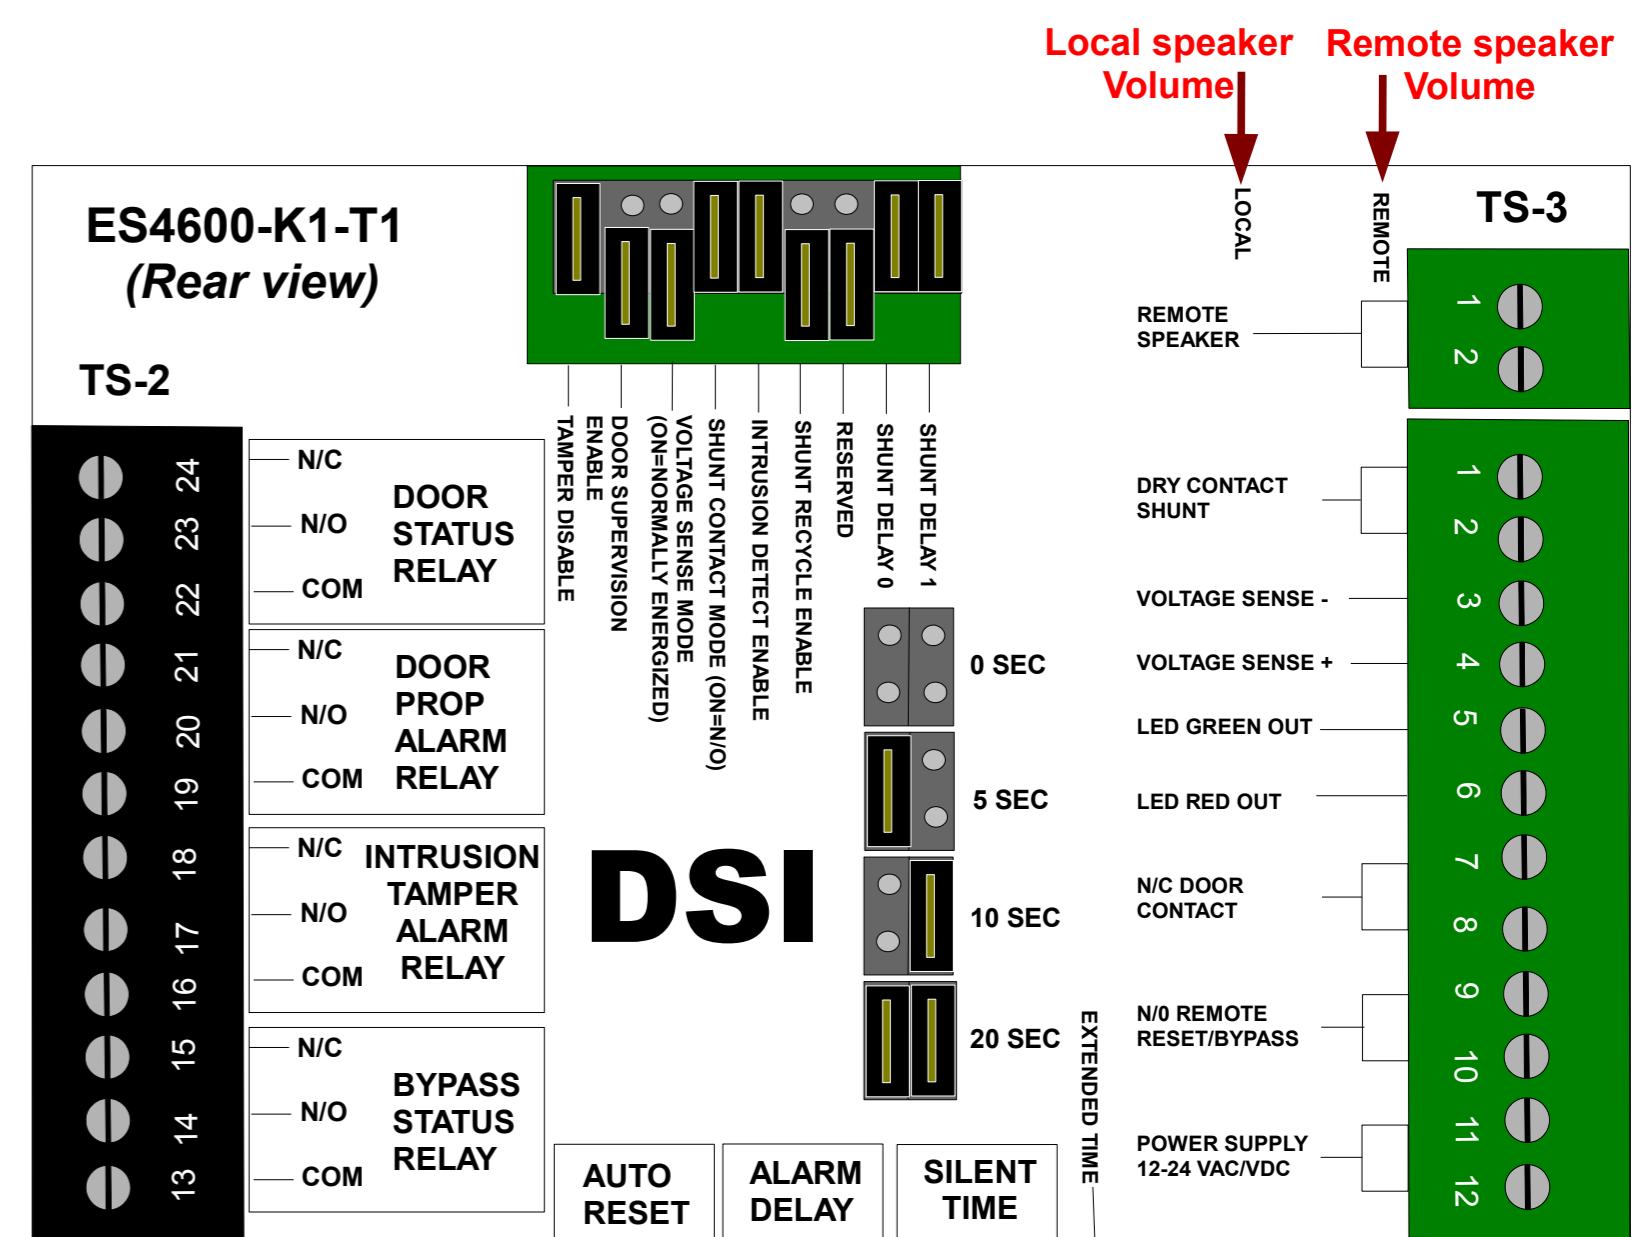 Local speaker
Volume
Remote speaker
Volume
ES4600-K1-T1
(Rear view)
LOCAL
REMOTE
TS-3
TS-2
REMOTE
SPEAKER
1
2
TAMPER DISABLE
DOOR SUPERVISION
ENABLE
VOLTAGE SENSE MODE
(ON=NORMALLY ENERGIZED)
SHUNT CONTACT MODE (ON=N/O)
INTRUSION DETECT ENABLE
SHUNT RECYCLE ENABLE
RESERVED
SHUNT DELAY 0
SHUNT DELAY 1
24
23
22
21
20
19
18
17
16
15
14
13
N/C
N/O
COM
DOOR
STATUS
RELAY
N/C
N/O
COM
DOOR
PROP
ALARM
RELAY
N/C
N/O
COM
INTRUSION
TAMPER
ALARM
RELAY
N/C
N/O
COM
BYPASS
STATUS
RELAY
DSI
0 SEC
5 SEC
10 SEC
20 SEC
AUTO
RESET
ALARM
DELAY
SILENT
TIME
EXTENDED TIME
DRY CONTACT
SHUNT
VOLTAGE SENSE -
VOLTAGE SENSE +
LED GREEN OUT
LED RED OUT
N/C DOOR
CONTACT
N/0 REMOTE
RESET/BYPASS
POWER SUPPLY
12-24 VAC/VDC
1
2
3
4
5
6
7
8
9
10
11
12